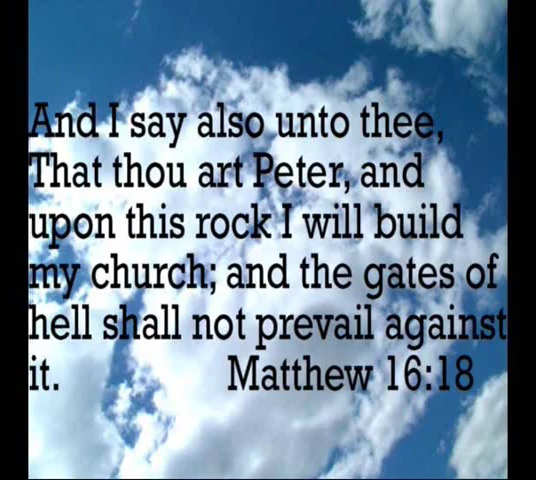 And I say also unto thee,
That thou art Peter, and
upon this rock I will build
my church; and the gates of
hell shall not prevail against
it. Matthew 16:18